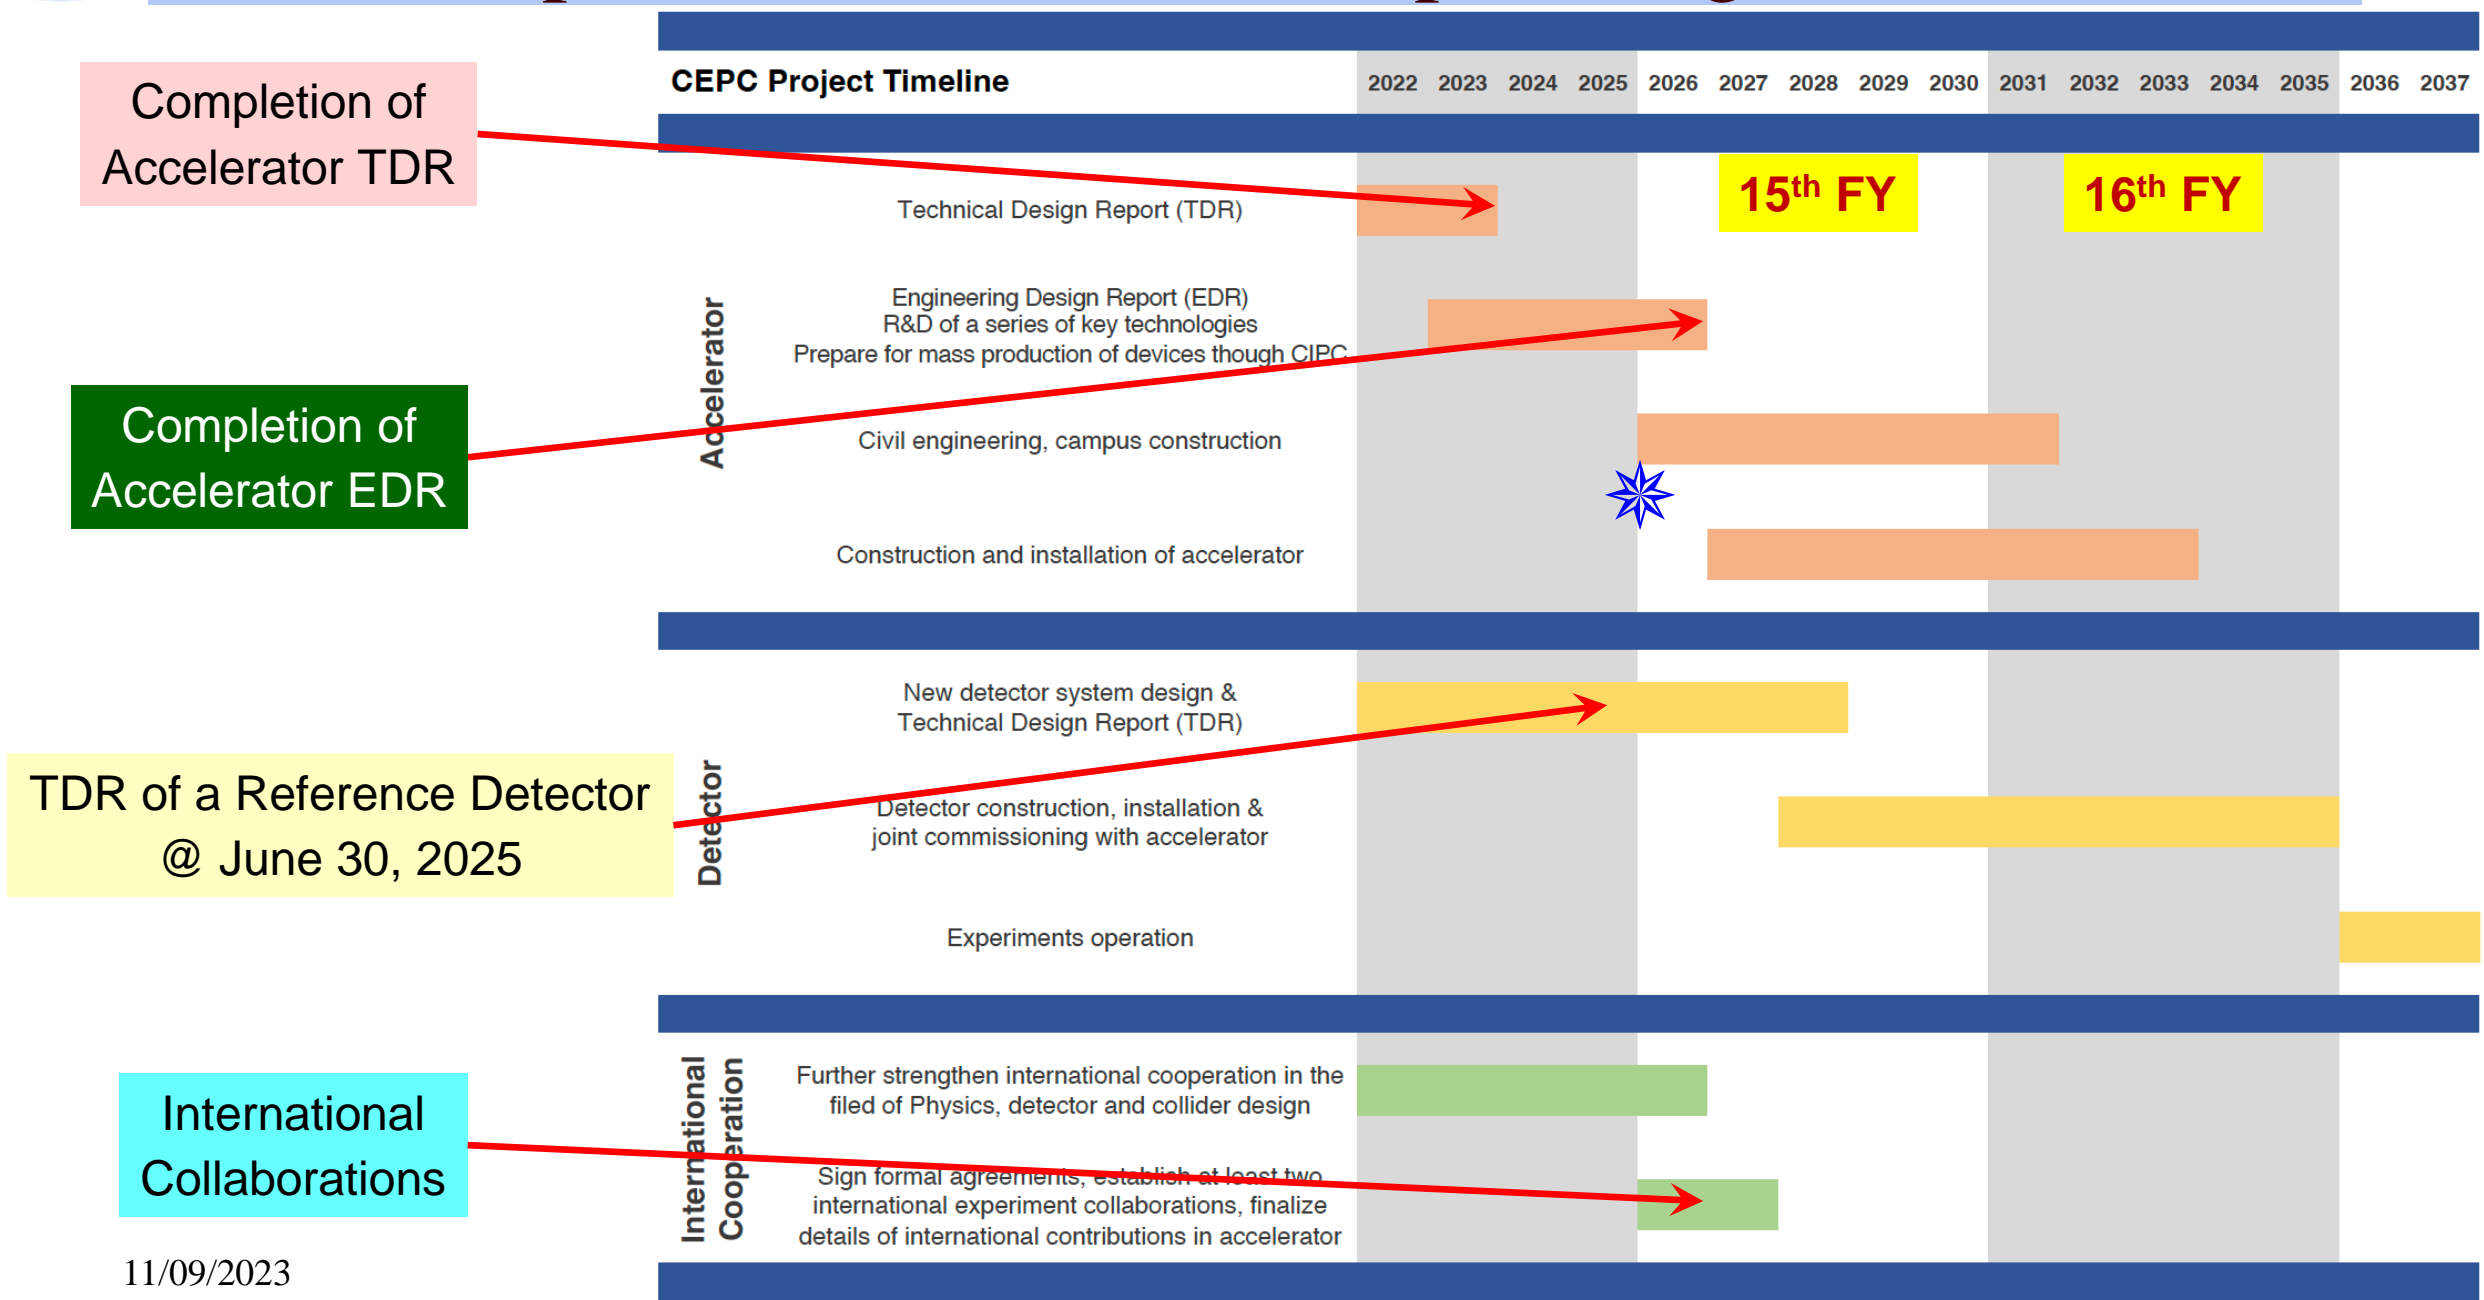 CEPC Project Timeline 2022 2023 2024 2025 2026 2027 2028 2029 2030 2031 2032 2033 2034 2035 2036 2037
Completion of
Accelerator TDR
15th FY 16th FY
Technical Design Report (TDR)
Accelerator
Engineering Design Report (EDR)
R&D of a series of key technologies
Prepare for mass production of devices though CIPC
Completion of
Accelerator EDR
Civil engineering, campus construction
Construction and installation of accelerator
Detector
New detector system design &
Technical Design Report (TDR)
TDR of a Reference Detector
@ June 30, 2025
Detector construction, installation &
joint commissioning with accelerator
Experiments operation
International
Cooperation
Further strengthen international cooperation in the
filed of Physics, detector and collider design
International
Collaborations
Sign formal agreements, establish at least two
international experiment collaborations, finalize
details of international contributions in accelerator
11/09/2023